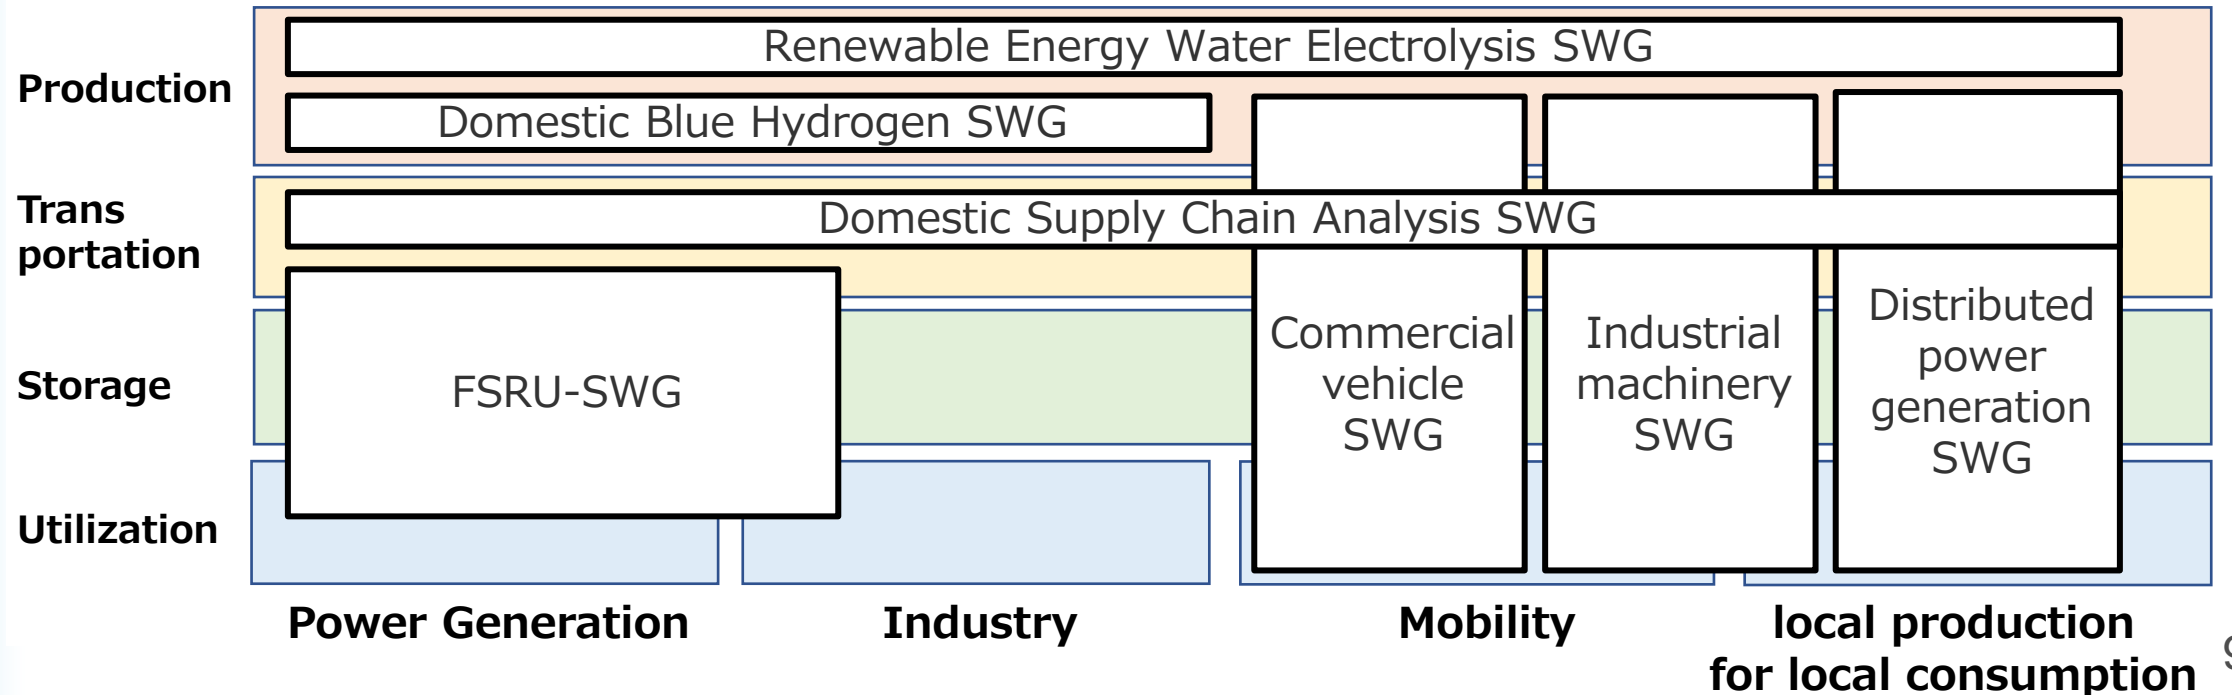 Renewable Energy Water Electrolysis SWG
Production
Domestic Blue Hydrogen SWG
Trans
portation
Domestic Supply Chain Analysis SWG
Storage
FSRU-SWG
Commercial
vehicle
SWG
Industrial
machinery
SWG
Distributed
power
generation
SWG
Utilization
Power Generation
Industry
Mobility
local production
for local consumption